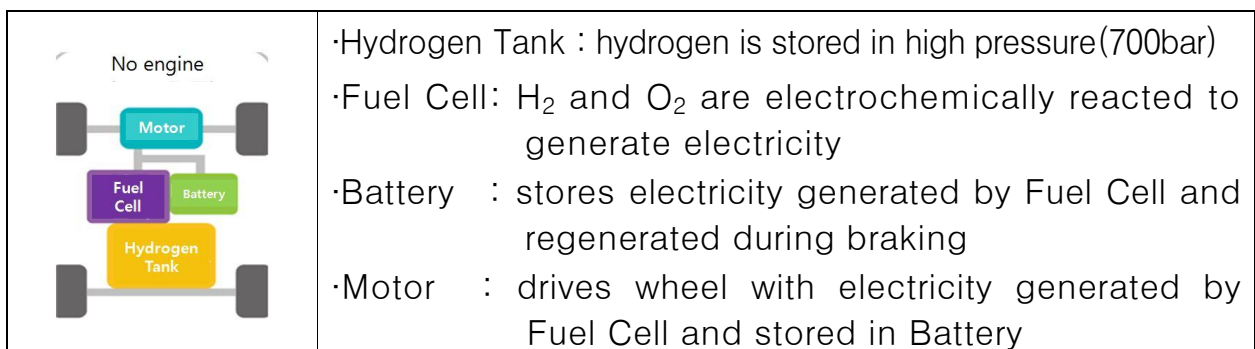 No engine
Motor
Fuel
Cell
Battery
Hydrogen
Tank
·Hydrogen Tank : hydrogen is stored in high pressure(700bar)
·Fuel Cell: H₂ and O₂ are electrochemically reacted to
generate electricity
·Battery : stores electricity generated by Fuel Cell and
regenerated during braking
·Motor : drives wheel with electricity generated by
Fuel Cell and stored in Battery